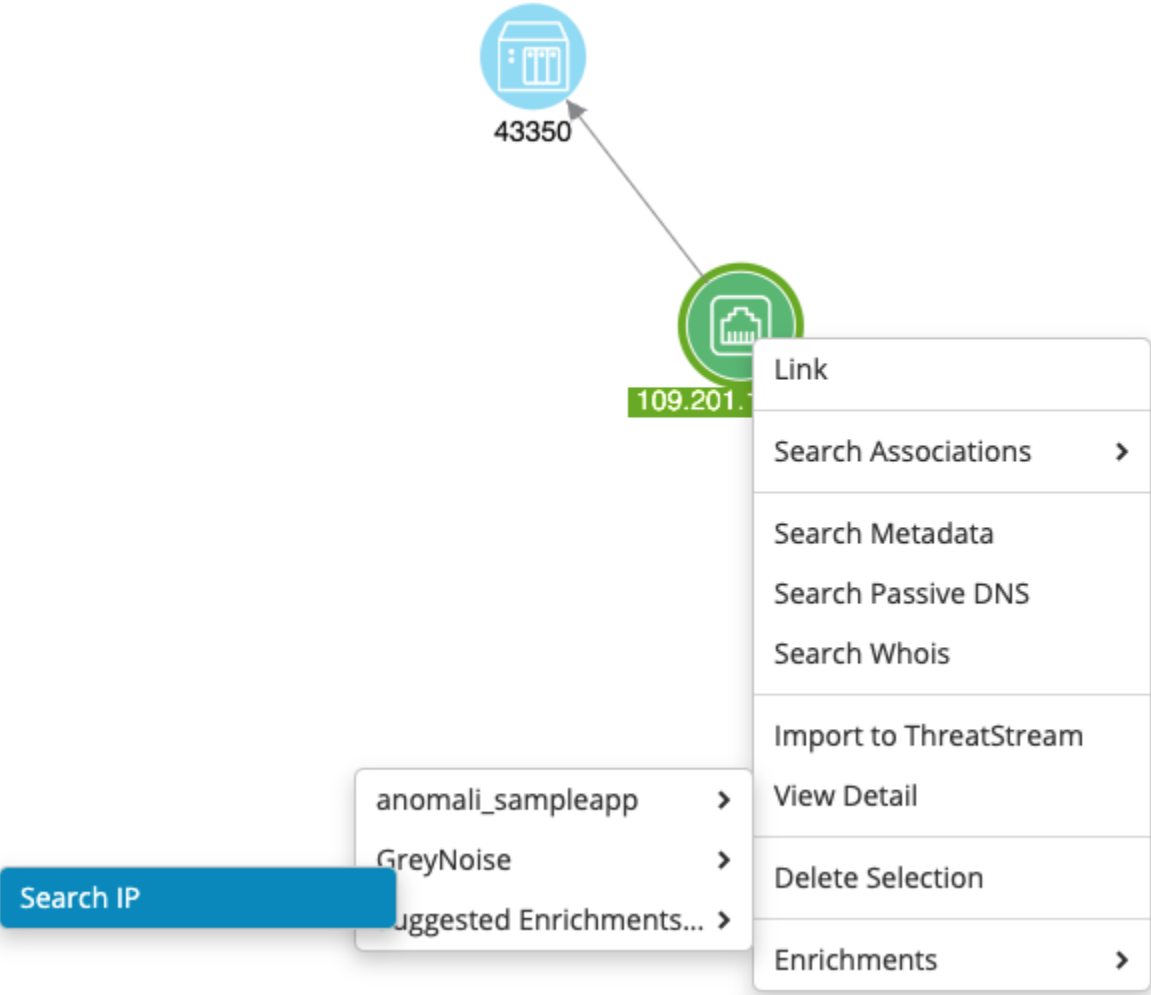 43350
109.201.
Link
Search Associations
Search Metadata
Search Passive DNS
Search Whois
Import to ThreatStream
View Detail
Delete Selection
Enrichments
anomali_sampleapp
GreyNoise
uggested Enrichments...
Search IP